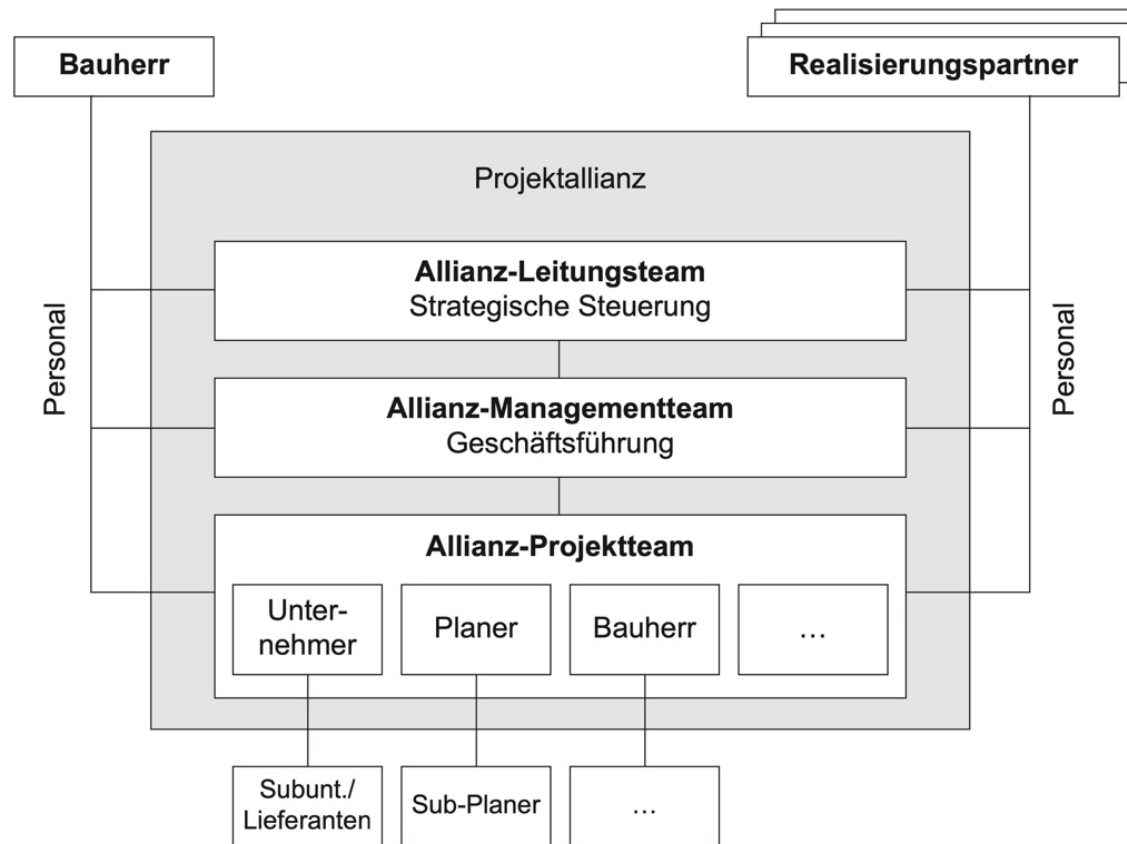 Bauherr
Realisierungspartner
Projektallianz
Allianz-Leitungsteam
Strategische Steuerung
Personal
Personal
Allianz-Managementteam
Geschäftsführung
Allianz-Projektteam
Unter-
nehmer
Planer
Bauherr
…
Subunt./
Lieferanten
Sub-Planer
…